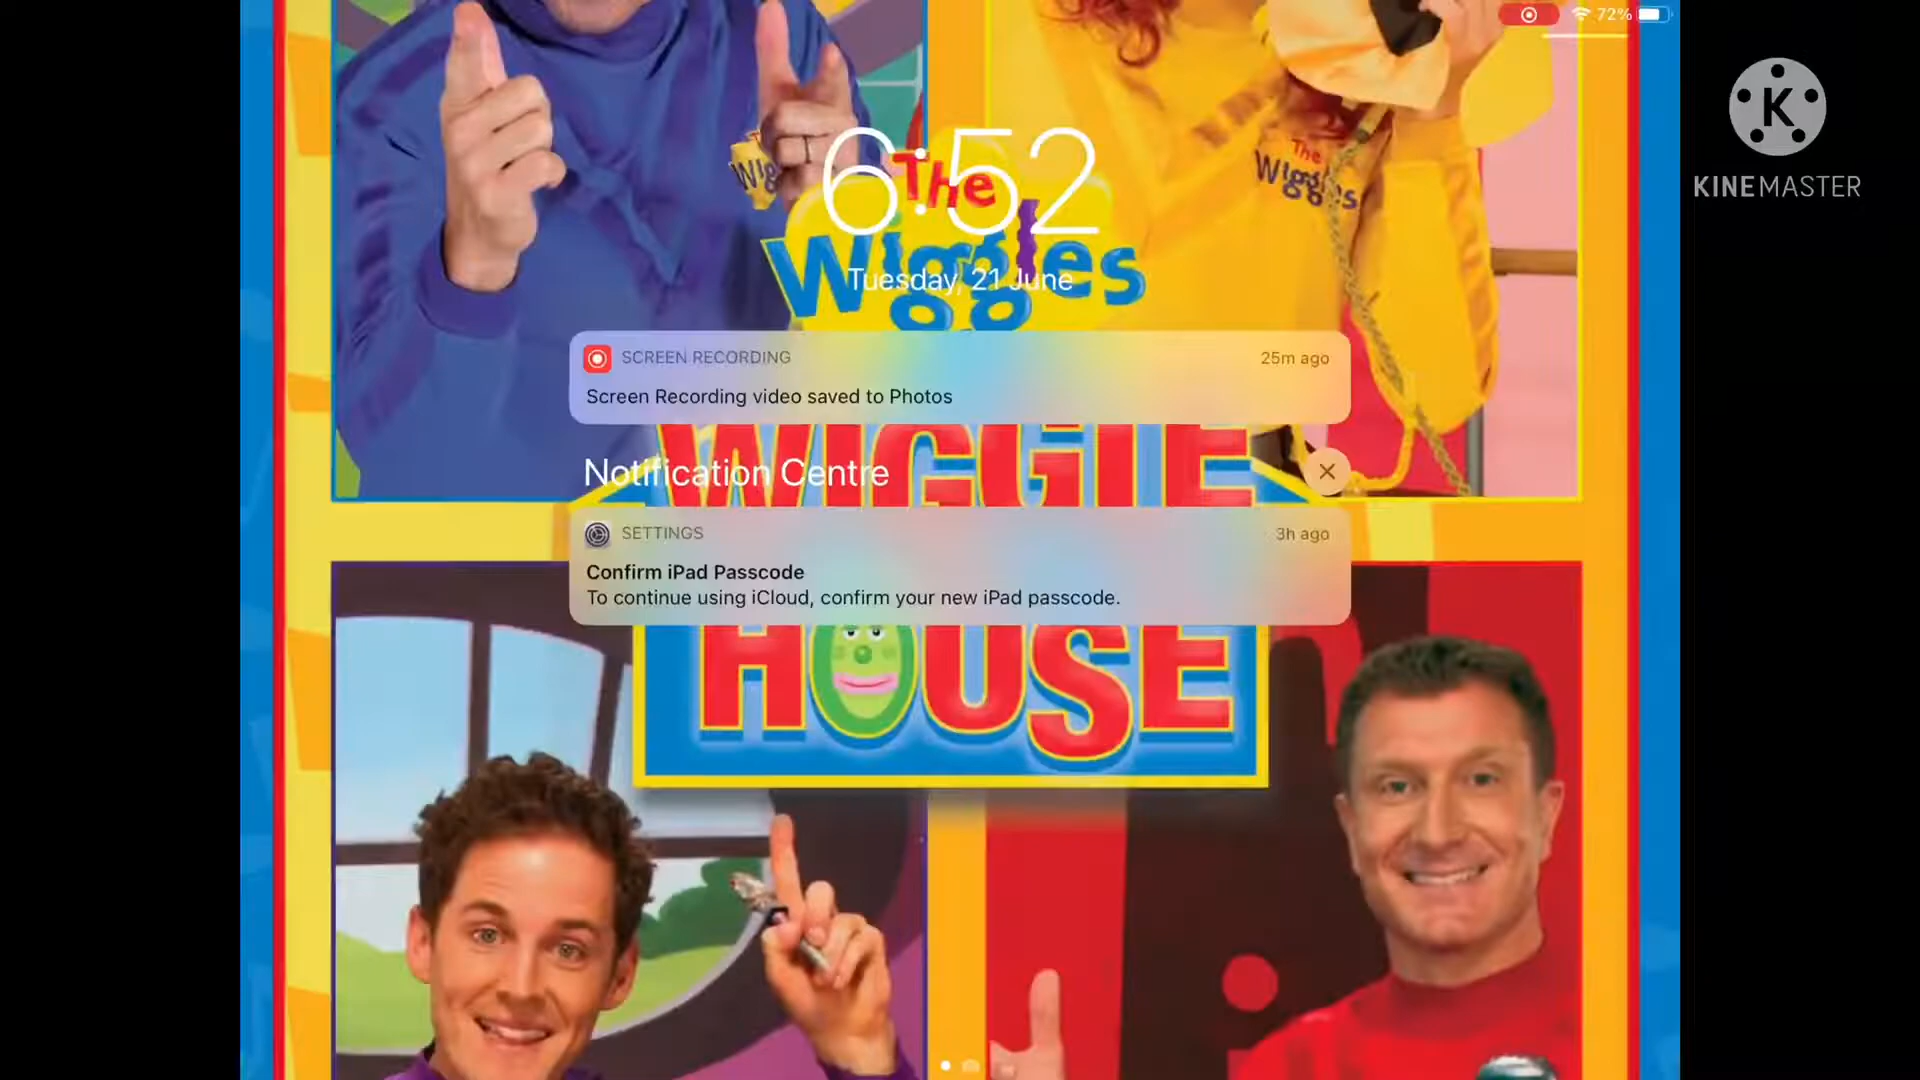 72%
K
KINEMASTER
6:52
The
Wiggles
Wig
The
Wiggles
Tuesday, 21 June
SCREEN RECORDING
25m ago
Screen Recording video saved to Photos
WIGGLE
Notification Centre
SETTINGS
3h ago
Confirm iPad Passcode
To continue using iCloud, confirm your new iPad passcode.
HOUSE